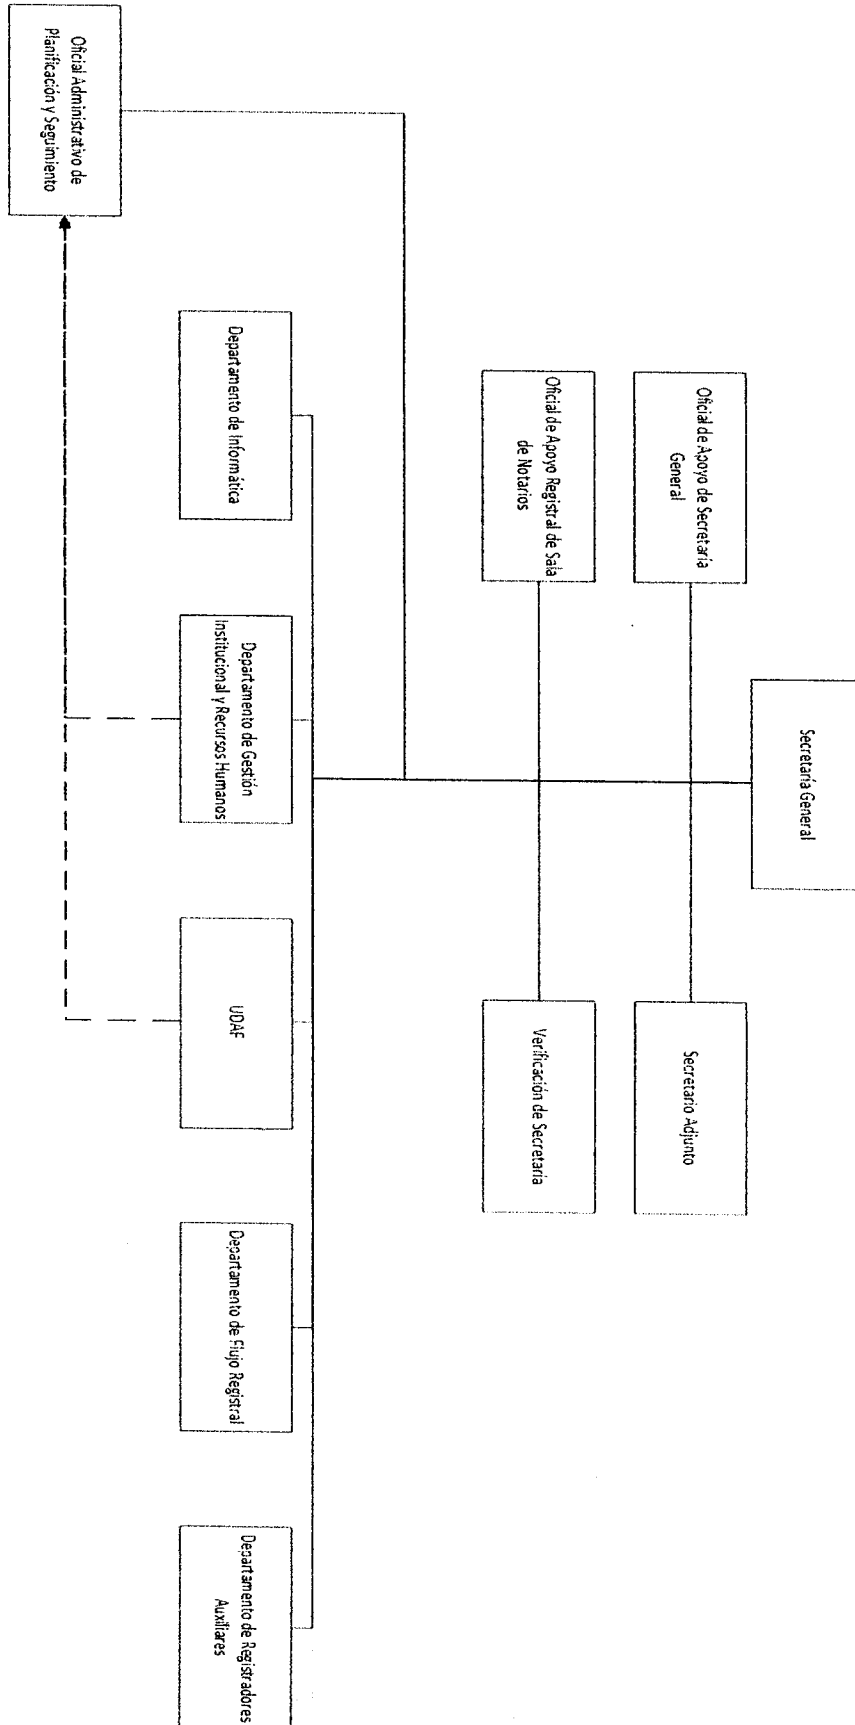 Secretaría General
Oficial de Apoyo de Secretaría
General
Secretario Adjunto
Oficial de Apoyo Registral de Sala
de Notarios
Verificación de Secretaria
Departamento de Informática
Departamento de Gestión
Institucional y Recursos Humanos
UDAF
Departamento de Flujo Registral
Departamento de Registradores
Auxiliares
Oficial Administrativo de
Planificación y Seguimiento